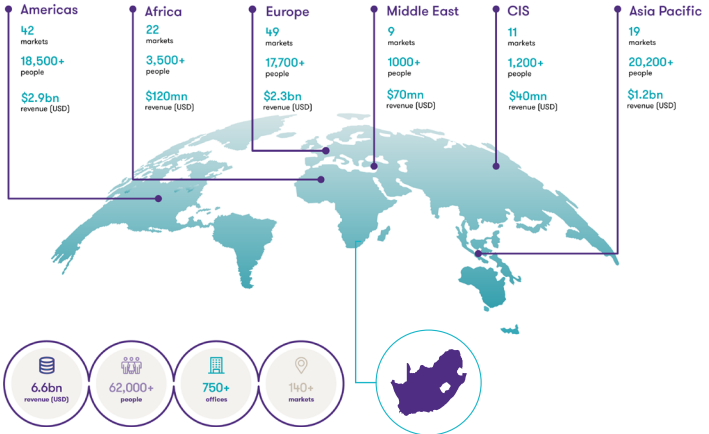 Americas
42
markets
18,500+
people
$2.9bn
revenue (USD)
Africa
22
markets
3,500+
people
$120mn
revenue (USD)
Europe
49
markets
17,700+
people
$2.3bn
revenue (USD)
Middle East
9
markets
1000+
people
$70mn
revenue (USD)
CIS
11
markets
1,200+
people
$40mn
revenue (USD)
Asia Pacific
19
markets
20,200+
people
$1.2bn
revenue (USD)
6.6bn
revenue (USD)
62,000+
people
750+
offices
140+
markets